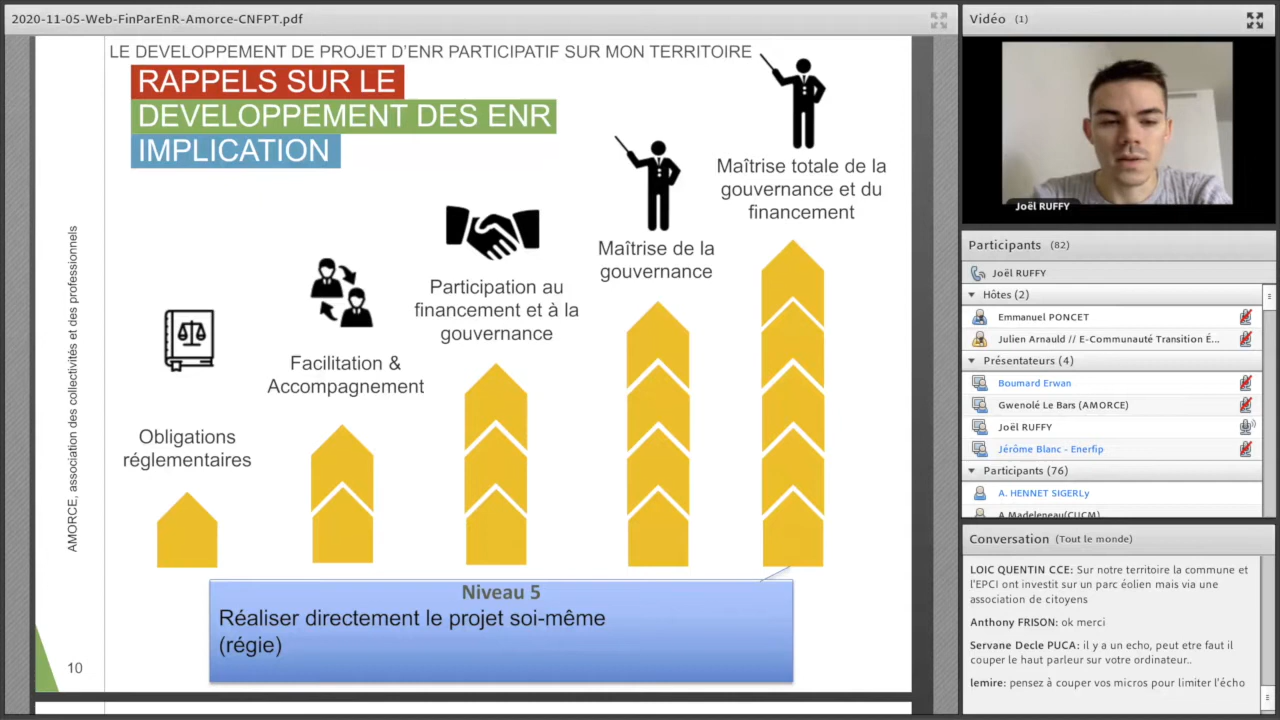 2020-11-05-Web-FinParEnR-Amorce-CNFPT.pdf
LE DEVELOPPEMENT DE PROJET D'ENR PARTICIPATIF SUR MON TERRITOIRE
RAPPELS SUR LE
DEVELOPPEMENT DES ENR
IMPLICATION
Maîtrise totale de la
gouvernance et du
financement
Maîtrise de la
gouvernance
Participation au
financement et à la
gouvernance
Facilitation &
Accompagnement
Obligations
réglementaires
AMORCE, association des collectivités et des professionnels
Niveau 5
Réaliser directement le projet soi-même
(régie)
10
Vidéo (1)
Joël RUFFY
Participants (82)
Joël RUFFY
Hôtes (2)
Emmanuel PONCET
Julien Arnauld // E-Communauté Transition É...
Présentateurs (4)
Boumard Erwan
Gwenolé Le Bars (AMORCE)
Joël RUFFY
Jérôme Blanc - Enerfip
Participants (76)
A. HENNET SIGERLy
A Madeleneau(CUCM)
Conversation (Tout le monde)
LOIC QUENTIN CCE: Sur notre territoire la commune et
l'EPCI ont investit sur un parc éolien mais via une
association de citoyens
Anthony FRISON: ok merci
Servane Decle PUCA: il y a un echo, peut etre faut il
couper le haut parleur sur votre ordinateur..
lemire: pensez à couper vos micros pour limiter l'écho